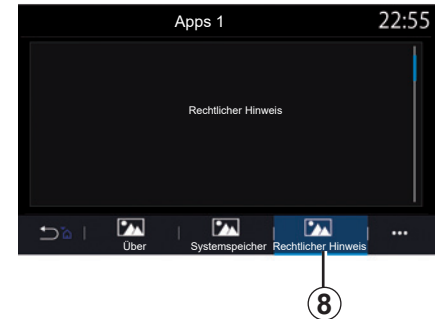 Apps 1
22:55
Rechtlicher Hinweis
Über
Systemspeicher
Rechtlicher Hinweis
8